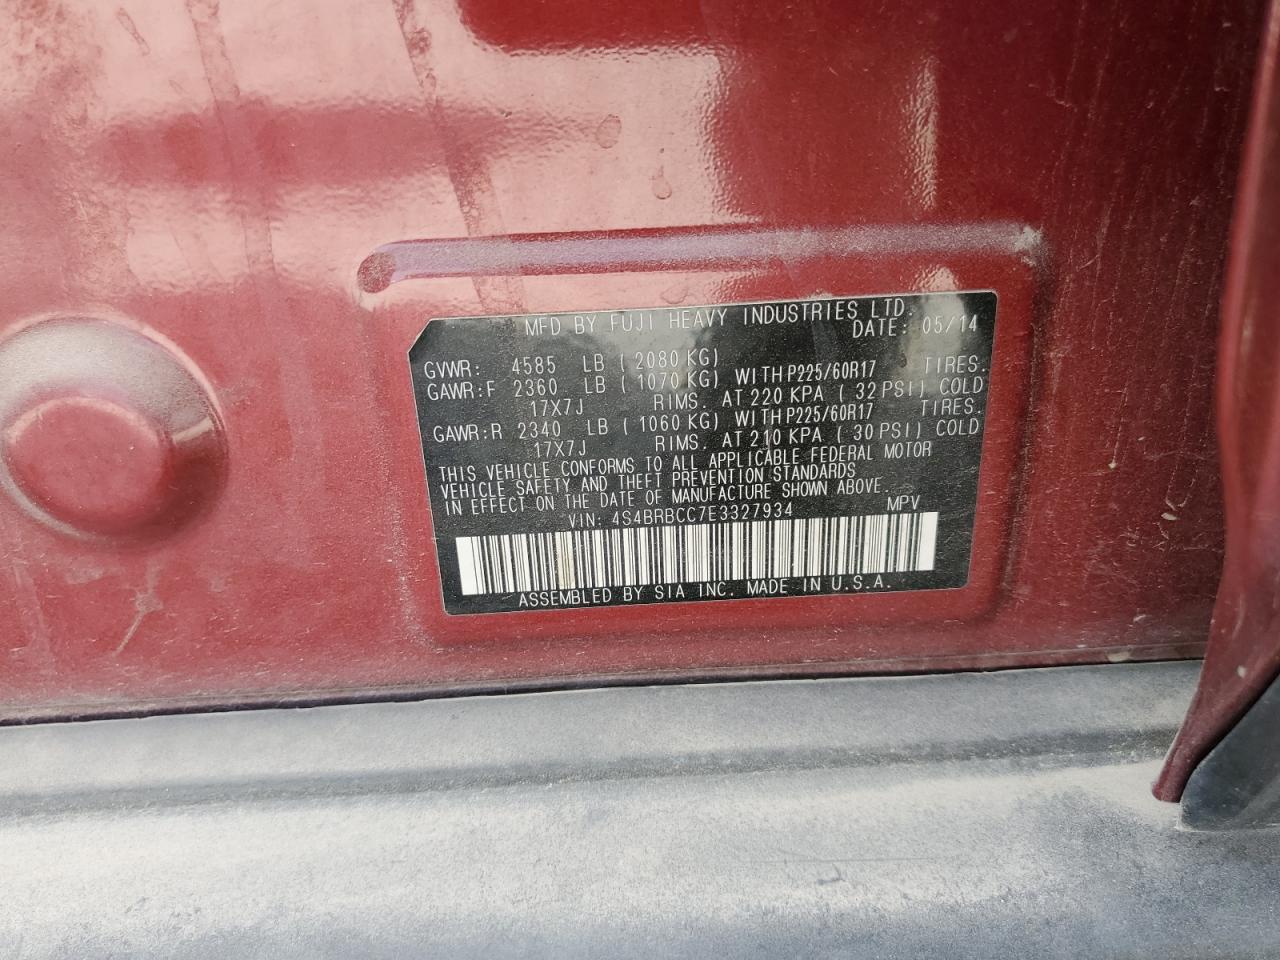 MFD BY FUJI HEAVY INDUSTRIES LTD.
DATE: 05/14
GVWR: 4585 LB (2080 KG)
GAWR:F 2360 LB (1070 KG) WITH P225/60R17 TIRES.
17X7J RIMS. AT 220 KPA (32 PSI) COLD
GAWR:R 2340 LB (1060 KG) WITH P225/60R17 TIRES.
17X7J RIMS. AT 210 KPA (30 PSI) COLD
THIS VEHICLE CONFORMS TO ALL APPLICABLE FEDERAL MOTOR
VEHICLE SAFETY AND THEFT PREVENTION STANDARDS
IN EFFECT ON THE DATE OF MANUFACTURE SHOWN ABOVE.
VIN: 4S4BRBCC7E3327934 MPV
ASSEMBLED BY SIA INC. MADE IN U.S.A.